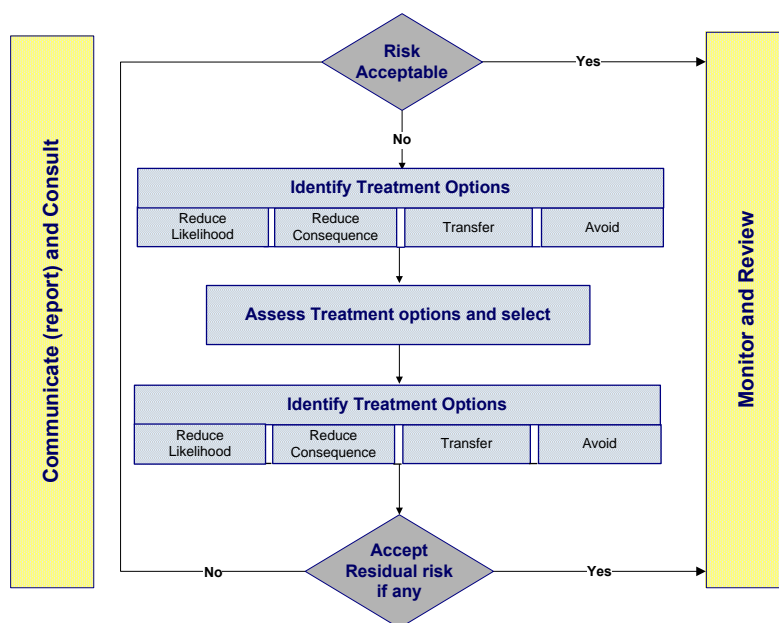 Communicate (report) and Consult
Risk
Acceptable
Yes
No
Identify Treatment Options
Reduce
Likelihood
Reduce
Consequence
Transfer
Avoid
Assess Treatment options and select
Identify Treatment Options
Reduce
Likelihood
Reduce
Consequence
Transfer
Avoid
Accept
Residual risk
if any
No
Yes
Monitor and Review